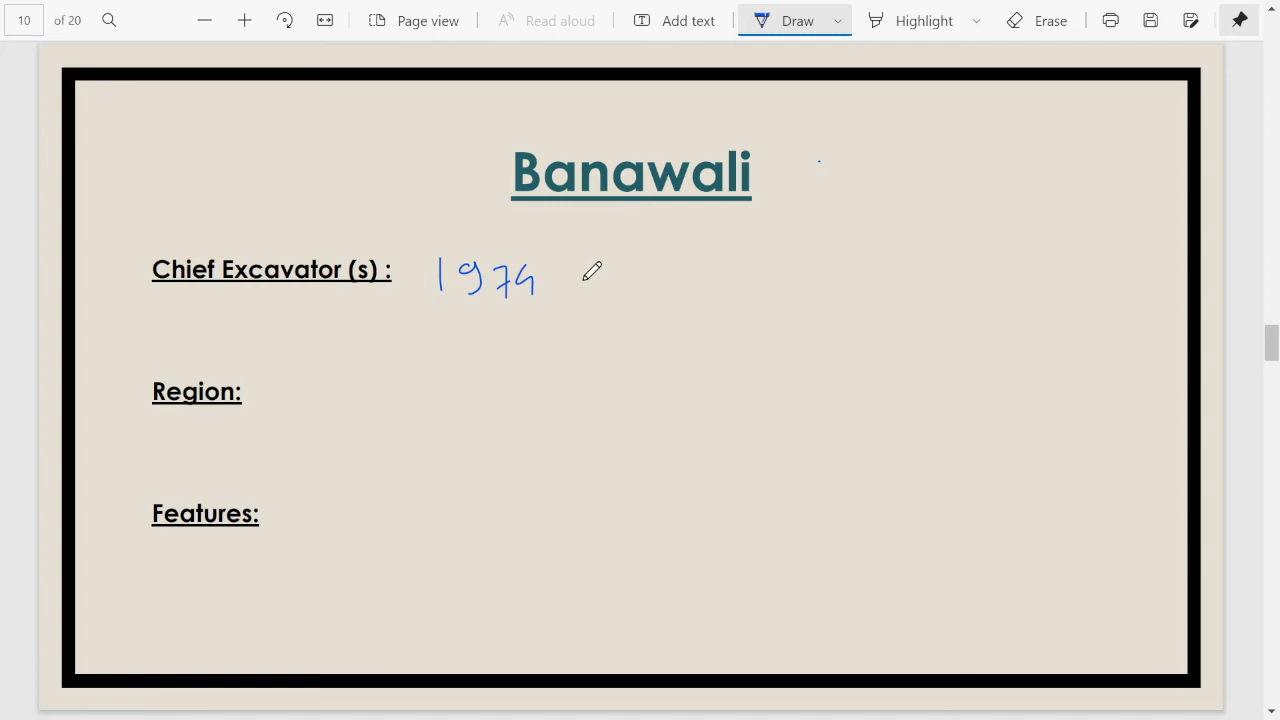 10 of 20 Page view Read aloud Add text Draw Highlight Erase
Banawali
Chief Excavator (s) : 1974
Region:
Features: